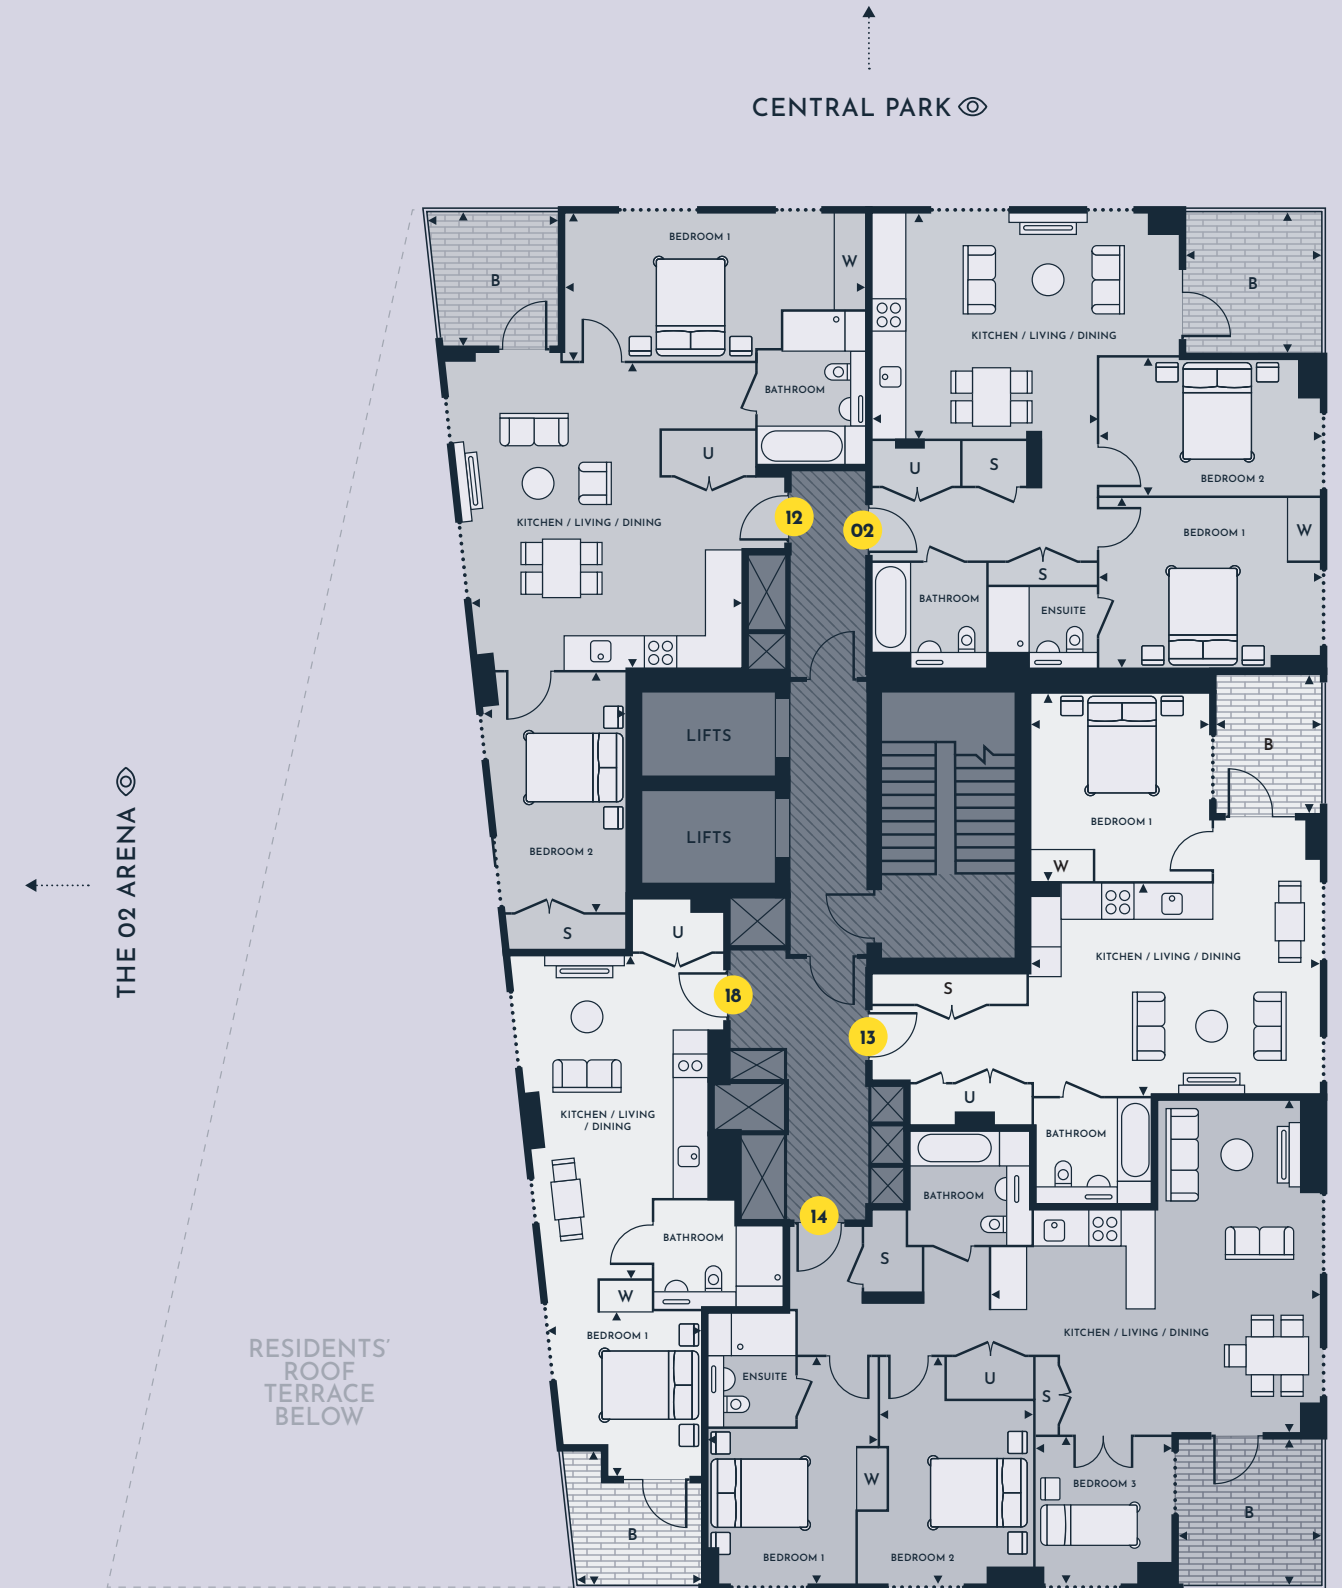 CENTRAL PARK
BEDROOM 1
W
B
B
KITCHEN / LIVING / DINING
BATHROOM
U
U
S
BEDROOM 2
KITCHEN / LIVING / DINING
12
02
BEDROOM 1
W
S
BATHROOM
ENSUITE
LIFTS
B
THE 02 ARENA
BEDROOM 1
LIFTS
BEDROOM 2
W
S
U
KITCHEN / LIVING / DINING
18
S
13
KITCHEN / LIVING
/ DINING
U
BATHROOM
BATHROOM
14
BATHROOM
S
W
BEDROOM 1
KITCHEN / LIVING / DINING
RESIDENTS'
ROOF
TERRACE
BELOW
ENSUITE
U
S
W
BEDROOM 3
B
B
BEDROOM 1
BEDROOM 2